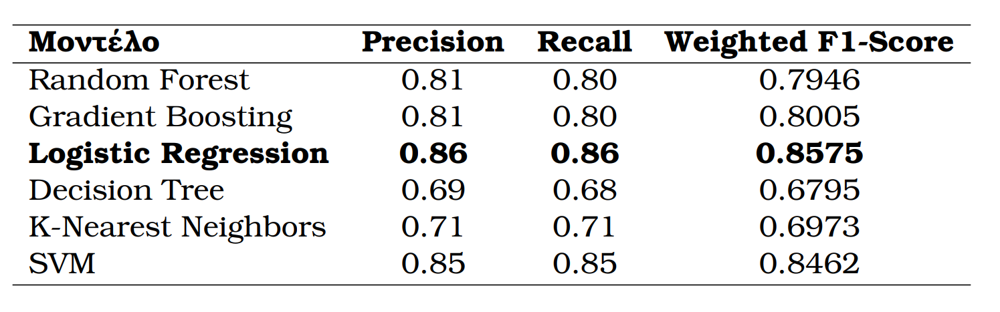 Μοντέλο Precision Recall Weighted F1-Score
Random Forest 0.81 0.80 0.7946
Gradient Boosting 0.81 0.80 0.8005
Logistic Regression 0.86 0.86 0.8575
Decision Tree 0.69 0.68 0.6795
K-Nearest Neighbors 0.71 0.71 0.6973
SVM 0.85 0.85 0.8462